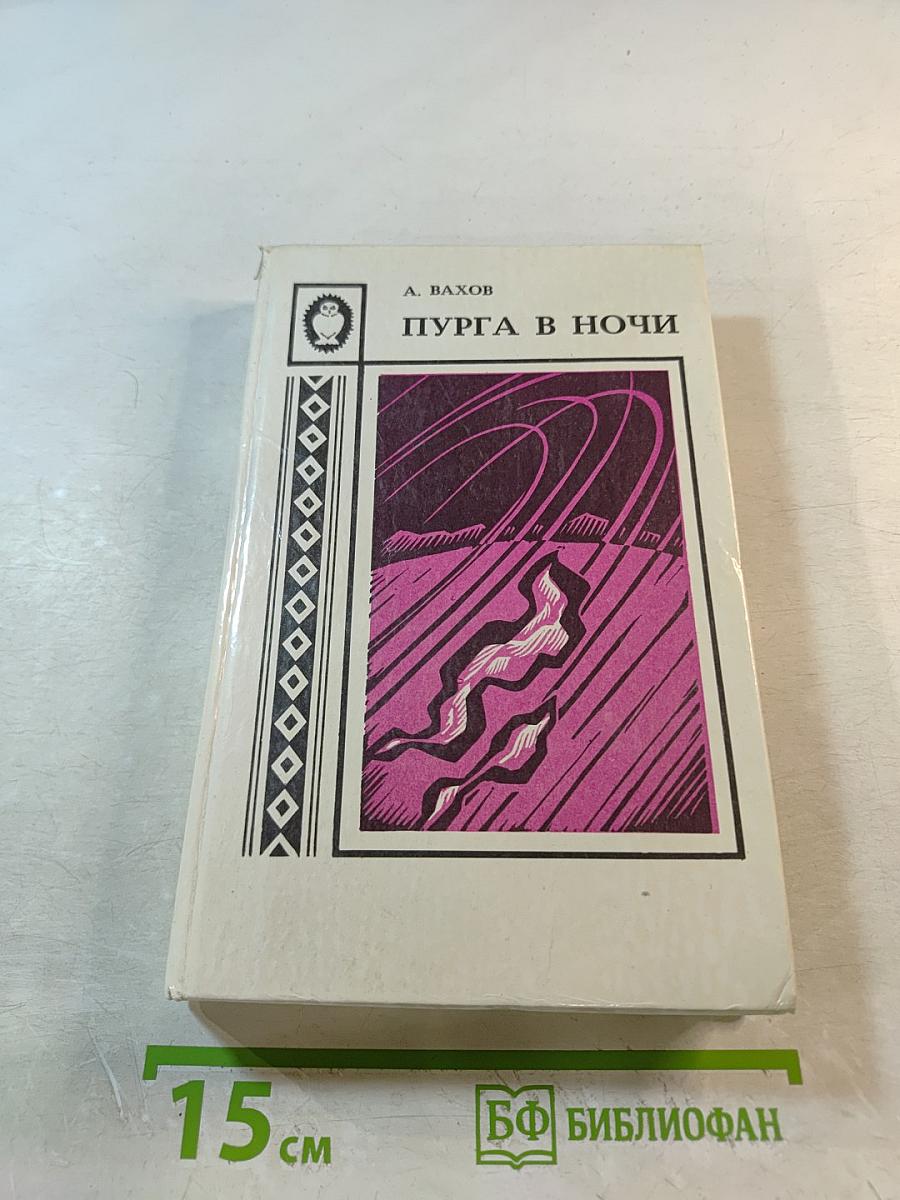 А. ВАХОВ
ПУРГА В НОЧИ
15 см
БФ БИБЛИОФАН